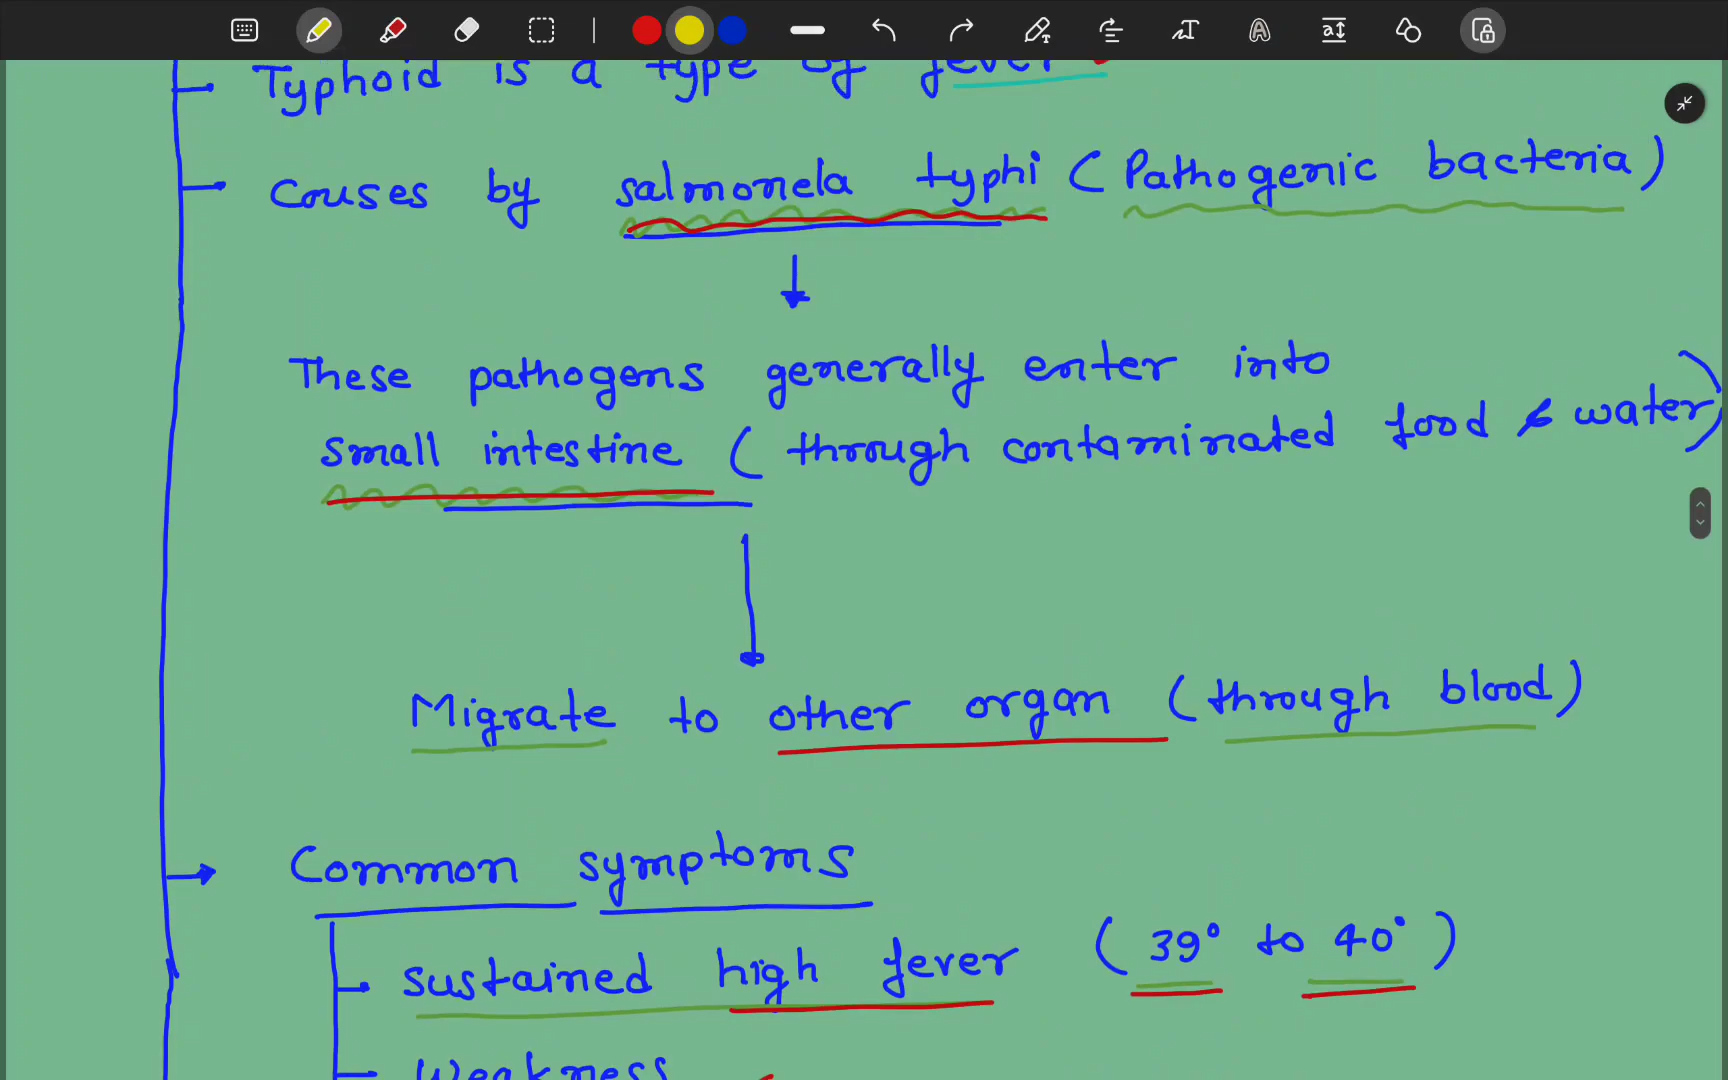 Typhoid is a type of fever
Couses by salmonela typhi (Pathogenic bacteria)
These pathogens generally enter into
small intestine (through contaminated food & water)
Migrate to other organ (through blood)
Common symptoms
sustained high fever (39° to 40°)
weakness